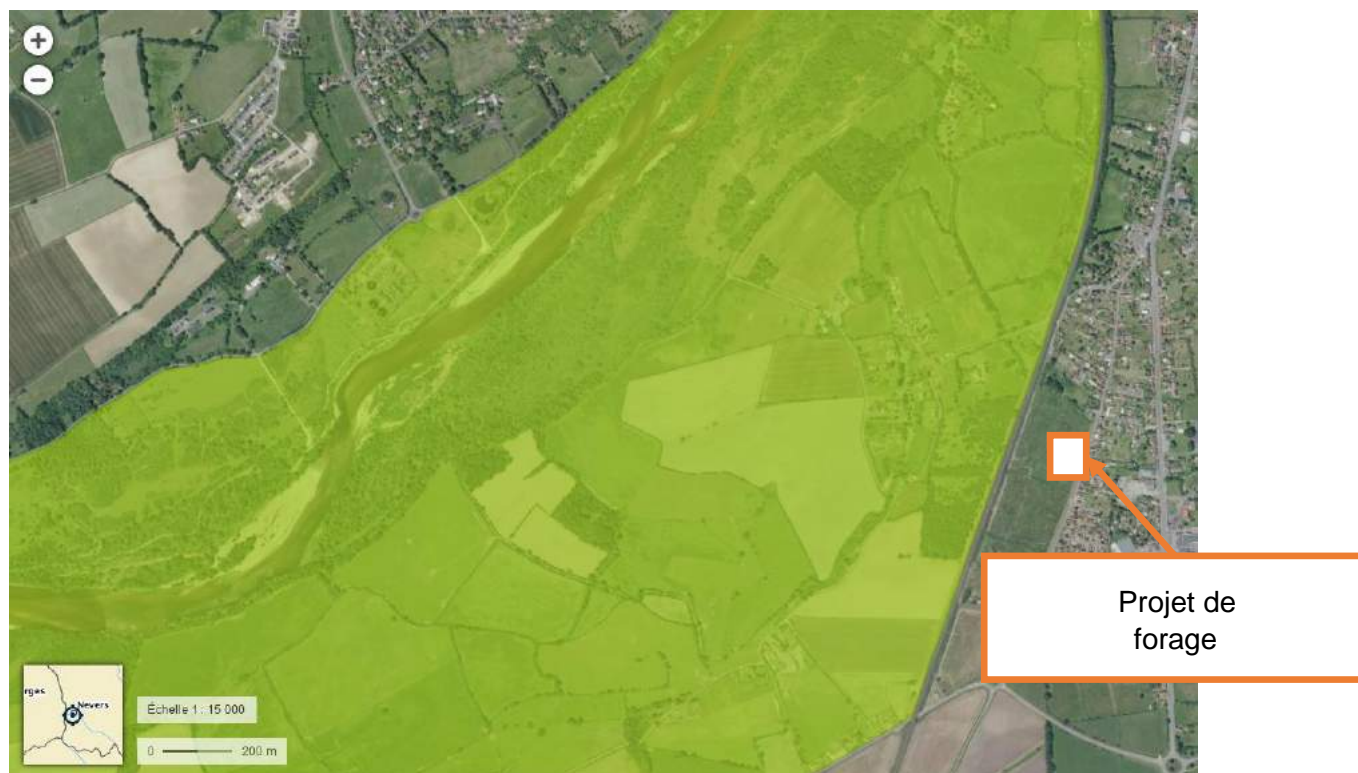 +
−
Projet de
forage
rges
Nevers
Échelle 1 : 15 000
0 200 m